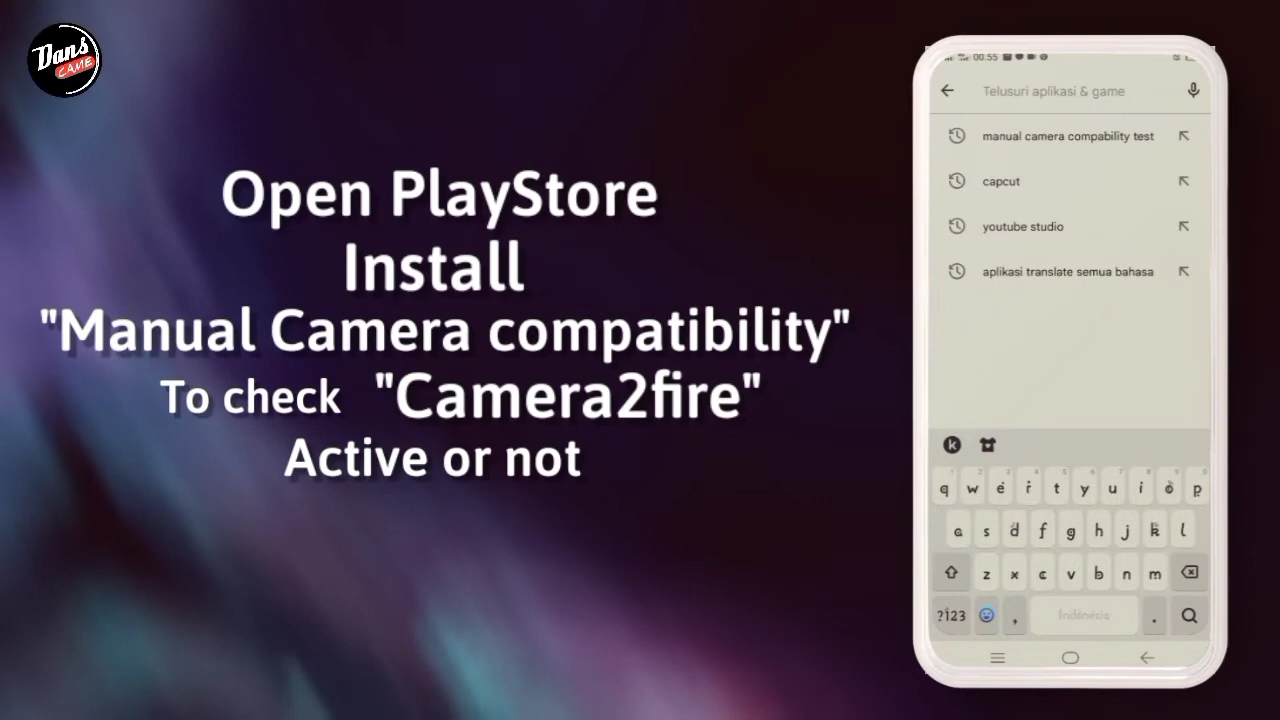 Dans
CAME
Open PlayStore
Install
"Manual Camera compatibility"
To check "Camera2fire"
Active or not
00.55
Telusuri aplikasi & game
manual camera compability test
capcut
youtube studio
aplikasi translate semua bahasa
k
q w e r t y u i o p
a s d f g h j k l
z x c v b n m
?123 , Indonesia .